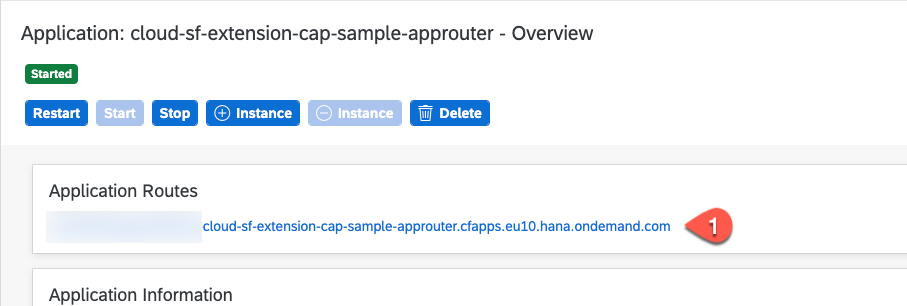 Application: cloud-sf-extension-cap-sample-approuter - Overview
Started
Restart Start Stop Instance Instance Delete
Application Routes
cloud-sf-extension-cap-sample-approuter.cfapps.eu10.hana.ondemand.com 1
Application Information